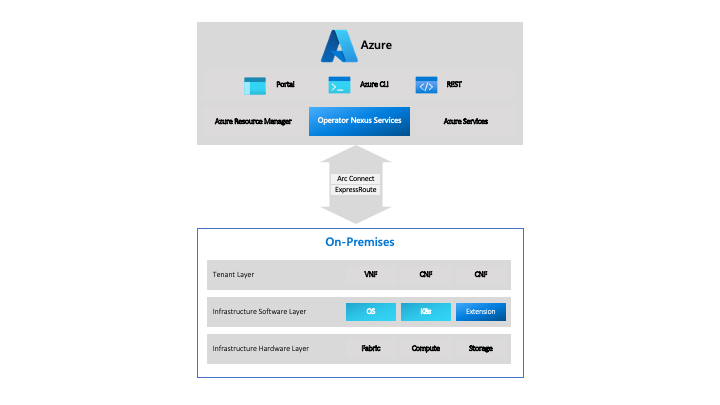 Azure
Portal
Azure CLI
REST
Azure Resource Manager
Operator Nexus Services
Azure Services
Arc Connect
ExpressRoute
On-Premises
Tenant Layer
VNF
CNF
CNF
Infrastructure Software Layer
OS
K8s
Extension
Infrastructure Hardware Layer
Fabric
Compute
Storage